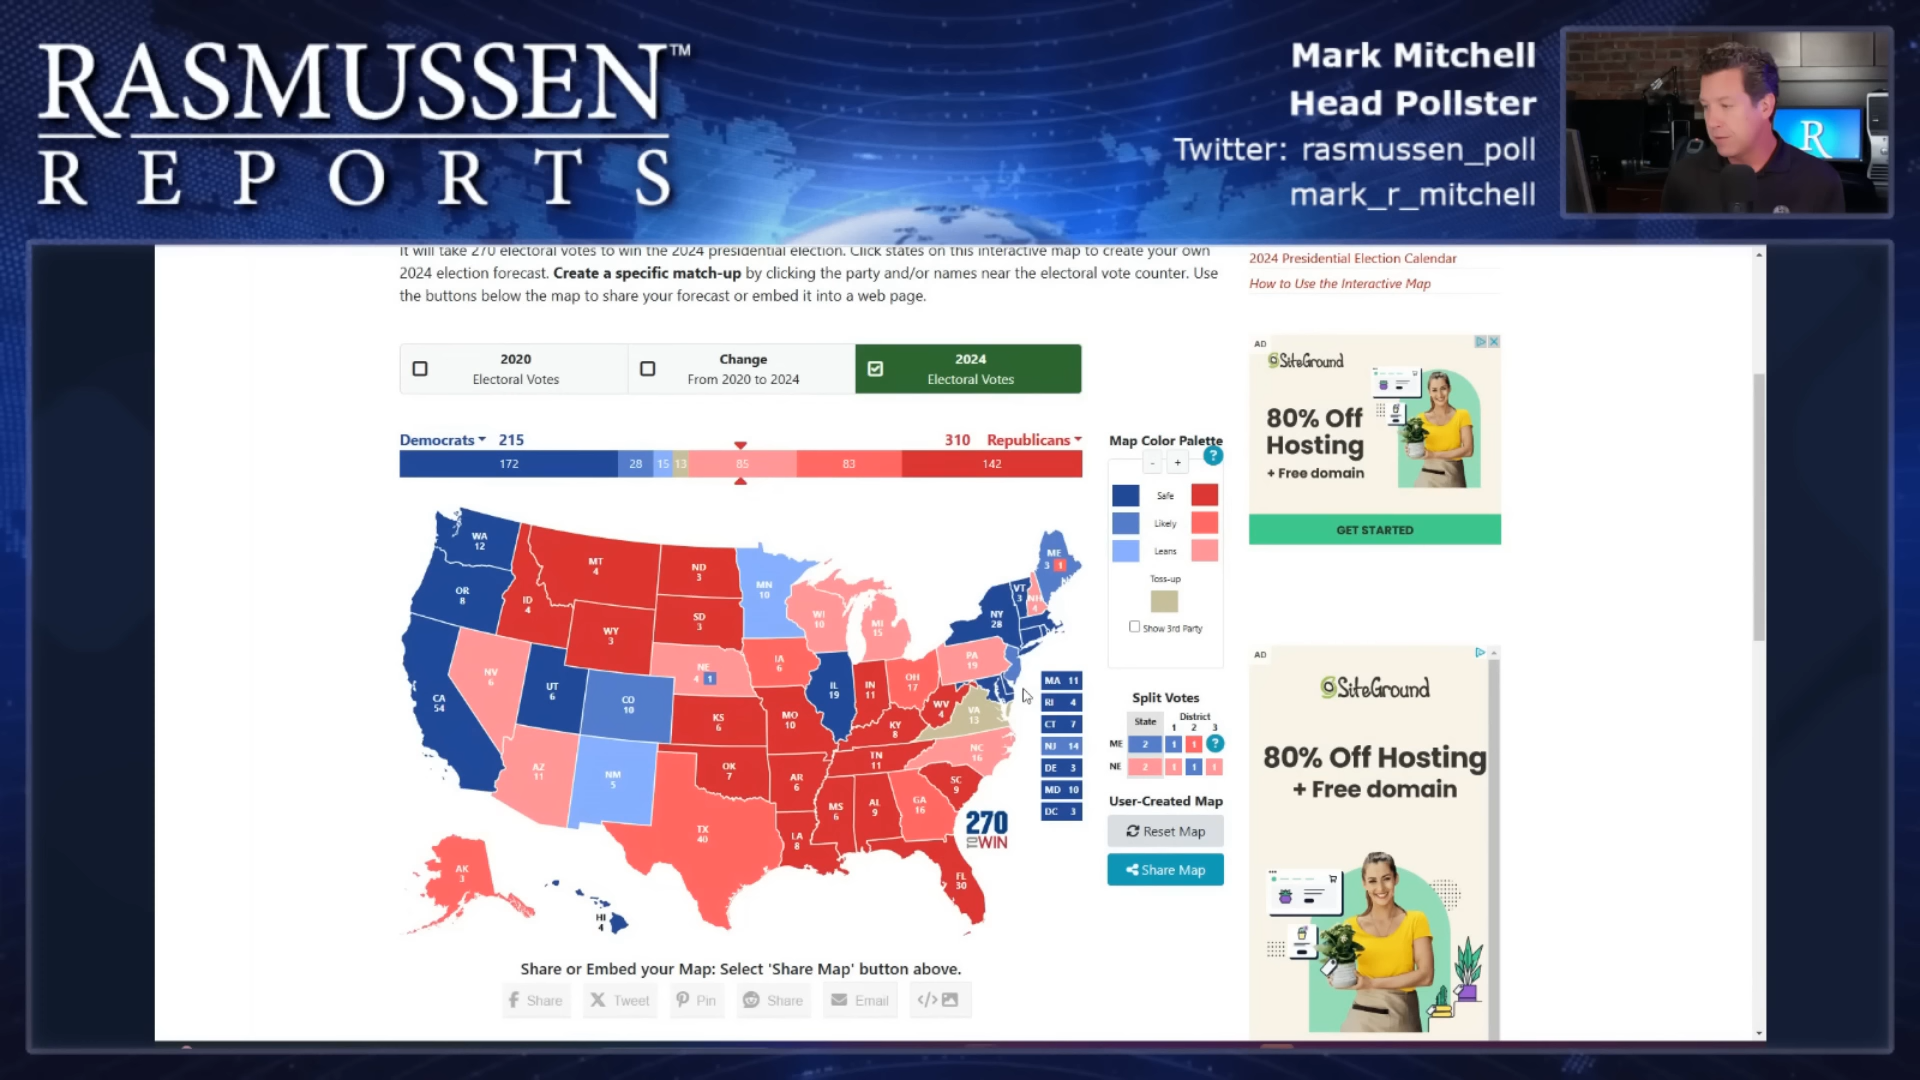 RASMUSSEN™
REPORTS
Mark Mitchell
Head Pollster
Twitter: rasmussen_poll
mark_r_mitchell
R
It will take 270 electoral votes to win the 2024 presidential election. Click states on this interactive map to create your own
2024 election forecast. Create a specific match-up by clicking the party and/or names near the electoral vote counter. Use
the buttons below the map to share your forecast or embed it into a web page.
2024 Presidential Election Calendar
How to Use the Interactive Map
2020
Electoral Votes
Change
From 2020 to 2024
2024
Electoral Votes
Democrats 215
310 Republicans
172 28 15 13 85 83 142
Map Color Palette
- + ?
Safe
Likely
Leans
Toss-up
Show 3rd Party
WA
12
OR
8
CA
54
NV
6
ID
4
MT
4
WY
3
UT
6
CO
10
AZ
11
NM
5
ND
3
SD
3
NE
4 1
KS
6
OK
7
TX
40
MN
10
IA
6
MO
10
AR
6
LA
8
WI
10
IL
19
MI
15
IN
11
OH
17
KY
8
TN
11
MS
6
AL
9
GA
16
FL
30
SC
9
NC
16
VA
13
WV
4
PA
19
NY
28
VT
3
NH
4
ME
3 1
AK
3
HI
4
MA 11
RI 4
CT 7
NJ 14
DE 3
MD 10
DC 3
270
TO WIN
Split Votes
State District
1 2 3
ME 2 1 1 ?
NE 2 1 1 1
User-Created Map
Reset Map
Share Map
Share or Embed your Map: Select 'Share Map' button above.
Share
Tweet
Pin
Share
Email
</>
AD
SiteGround
80% Off
Hosting
+ Free domain
GET STARTED
AD
SiteGround
80% Off Hosting
+ Free domain